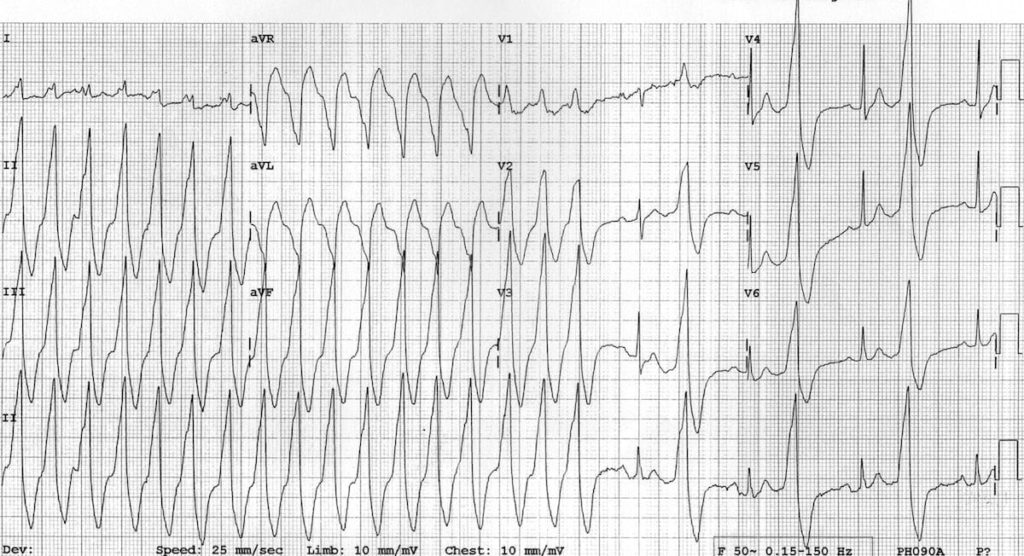 I aVR V1 V4
II aVL V2 V5
III aVF V3 V6
II
Dev: Speed: 25 mm/sec Limb: 10 mm/mV Chest: 10 mm/mV F 50~ 0.15-150 Hz PH090A P?